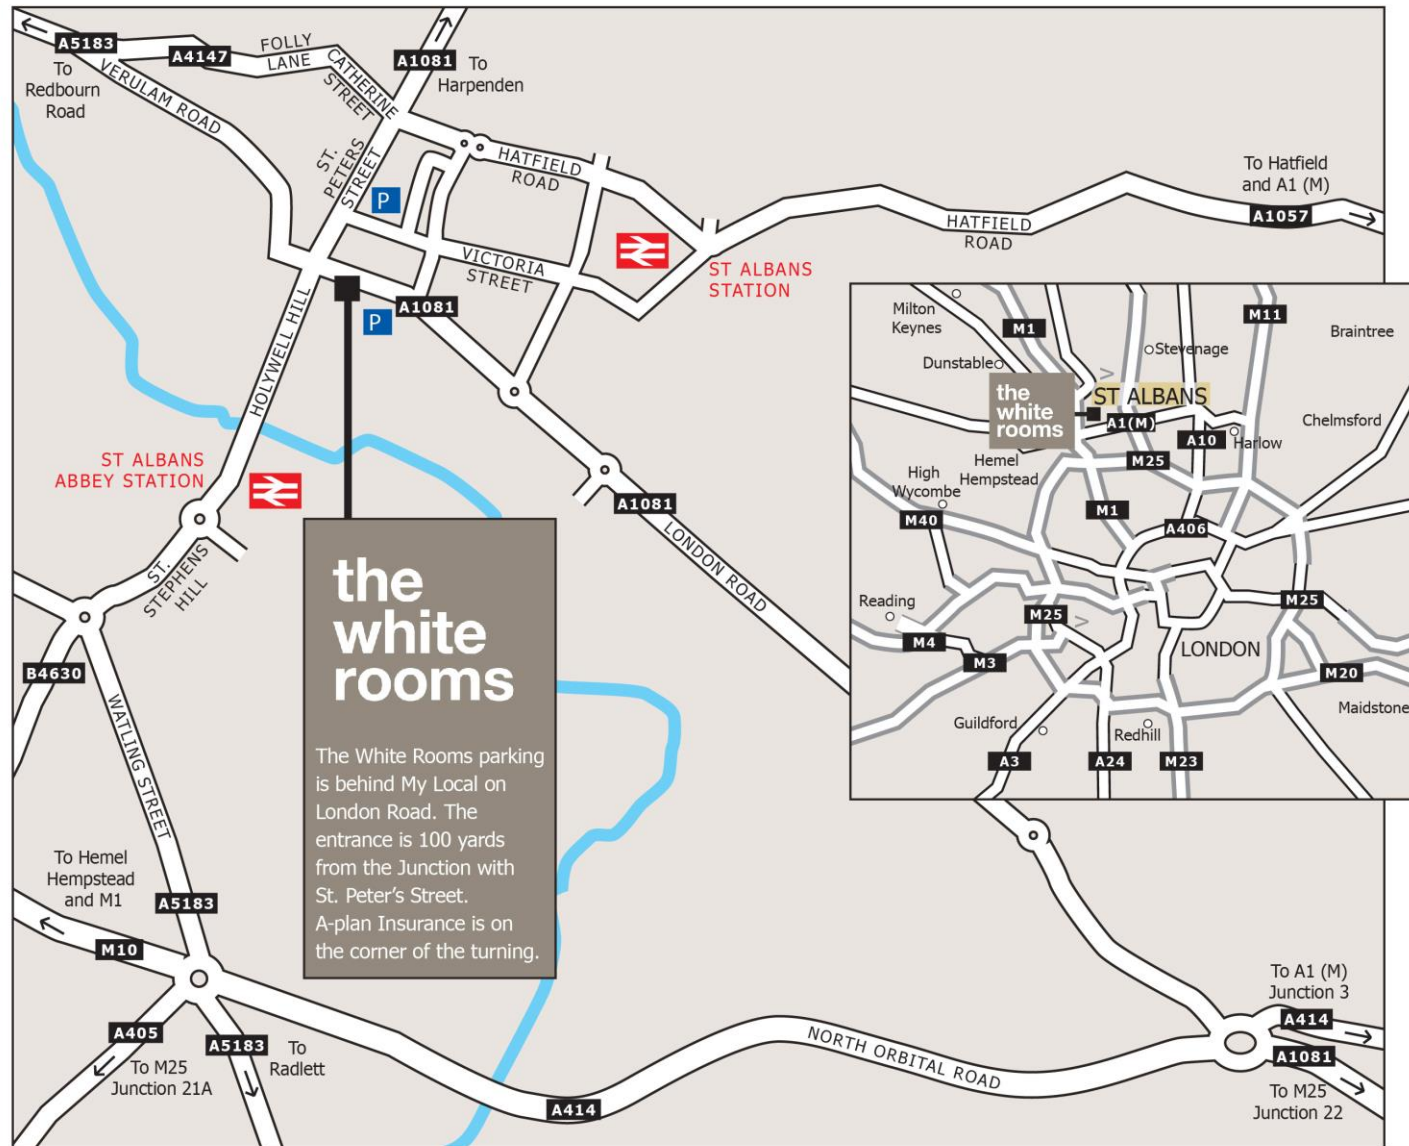 A5183
To
Redbourn
Road
A4147
FOLLY
LANE
CATHERINE
STREET
VERULAM ROAD
A1081
To
Harpenden
ST.
PETERS
STREET
P
HATFIELD
ROAD
To Hatfield
and A1 (M)
A1057
HATFIELD
ROAD
VICTORIA
STREET
ST ALBANS
STATION
A1081
P
HOLYWELL HILL
ST ALBANS
ABBEY STATION
A1081
LONDON ROAD
ST.
STEPHENS
HILL
B4630
WATLING STREET
the
white
rooms
The White Rooms parking
is behind My Local on
London Road. The
entrance is 100 yards
from the Junction with
St. Peter’s Street.
A-plan Insurance is on
the corner of the turning.
To Hemel
Hempstead
and M1
A5183
M10
A405
To M25
Junction 21A
A5183
To
Radlett
A414
NORTH ORBITAL ROAD
To A1 (M)
Junction 3
A414
A1081
To M25
Junction 22
Milton
Keynes
M1
M11
Braintree
Dunstable
Stevenage
the
white
rooms
ST ALBANS
A1(M)
A10
Harlow
Chelmsford
Hemel
Hempstead
M25
High
Wycombe
M40
M1
A406
Reading
M25
M25
M4
M3
LONDON
M20
Maidstone
Guildford
Redhill
A3
A24
M23